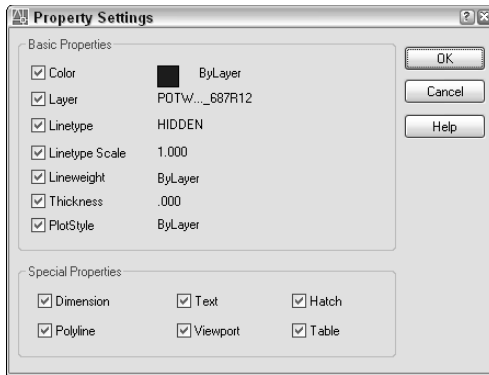 Property Settings
Basic Properties
Color ByLayer
Layer POTW..._687R12
Linetype HIDDEN
Linetype Scale 1.000
Lineweight ByLayer
Thickness .000
PlotStyle ByLayer
OK
Cancel
Help
Special Properties
Dimension Text Hatch
Polyline Viewport Table